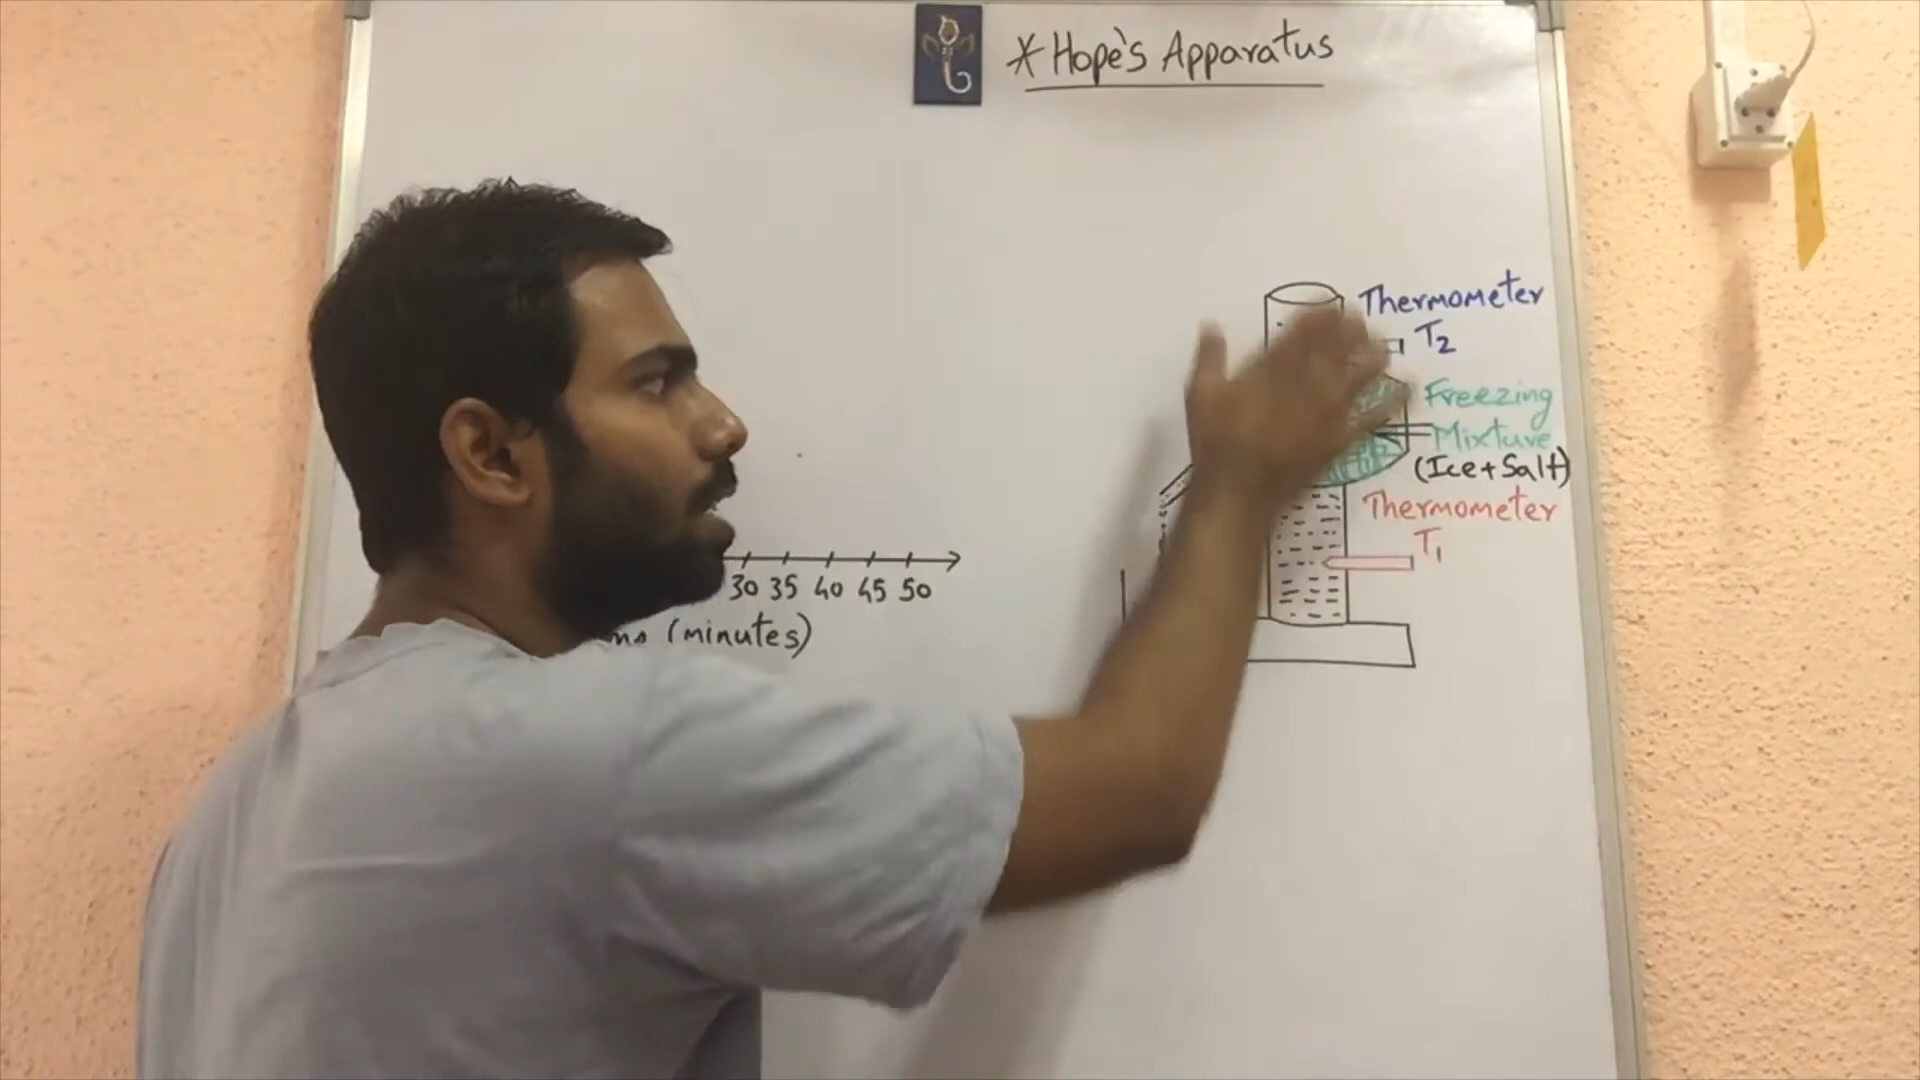 * Hope's Apparatus
Thermometer
T2
Freezing
Mixture
(Ice + Salt)
Thermometer
T1
30 35 40 45 50
(minutes)